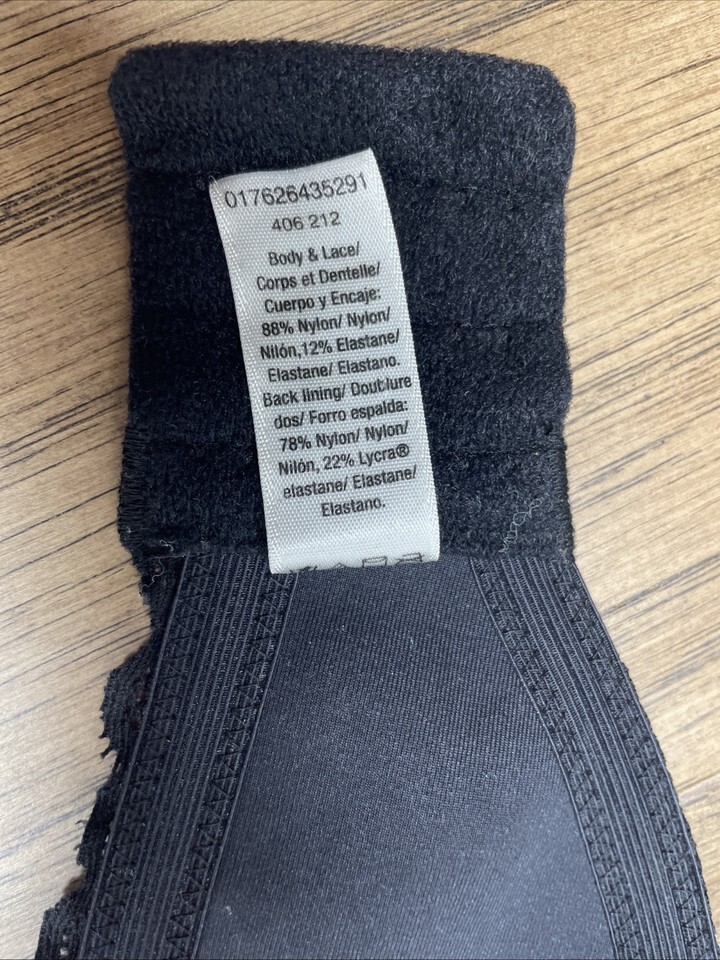 017626435291
406 212
Body & Lace/
Corps et Dentelle/
Cuerpo y Encaje:
88% Nylon/ Nylon/
Nilón,12% Elastane/
Elastane/ Elastano.
Back lining/ Doublure
dos/ Forro espalda:
78% Nylon/ Nylon/
Nilón, 22% Lycra®
elastane/ Elastane/
Elastano.